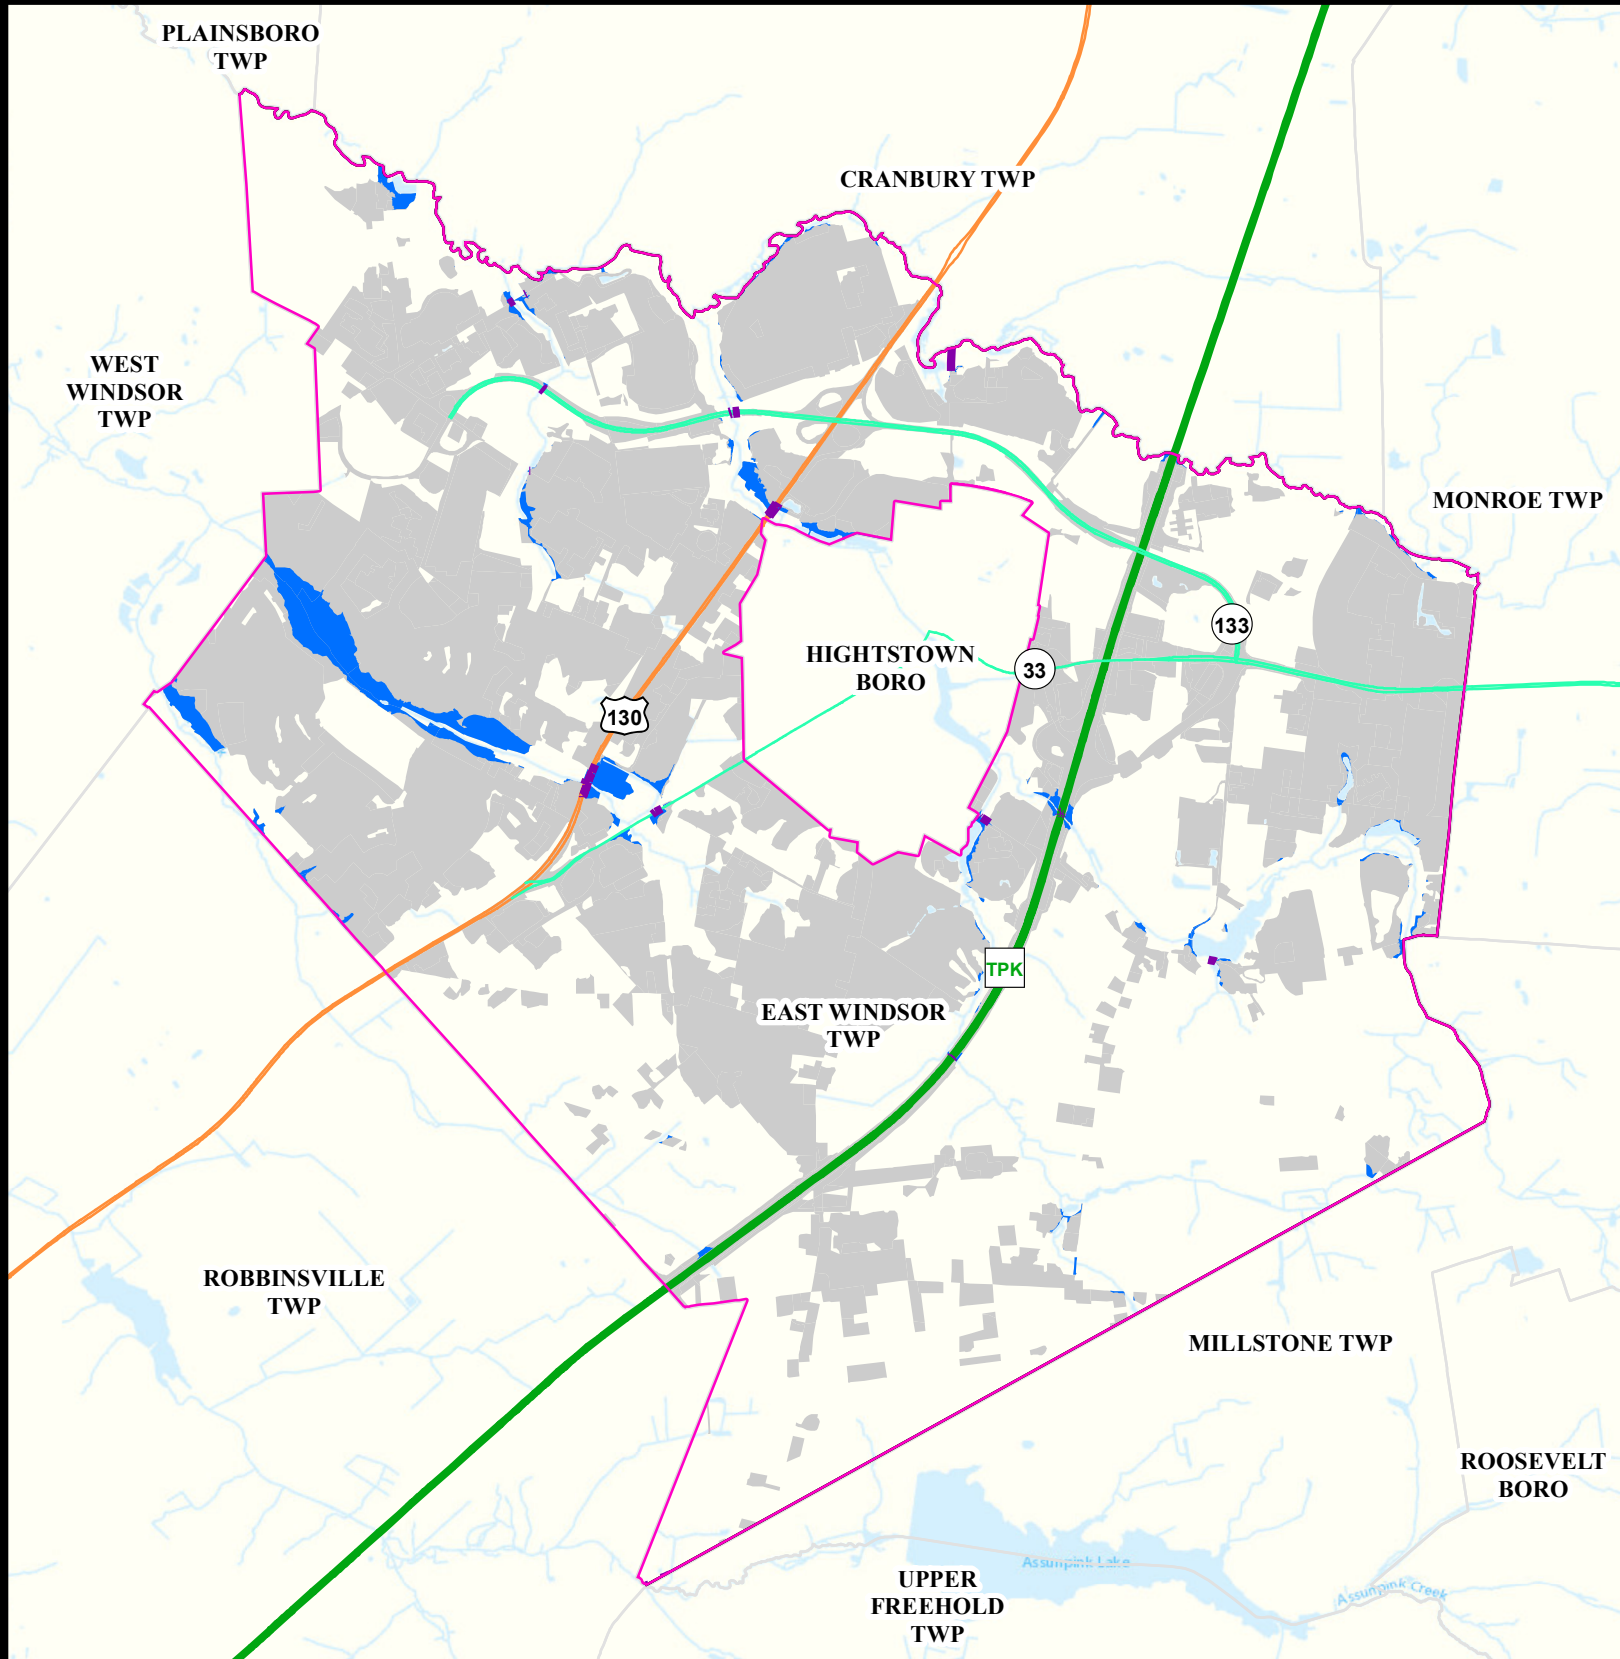 PLAINSBORO
TWP
CRANBURY TWP
WEST
WINDSOR
TWP
MONROE TWP
133
HIGHTSTOWN
BORO
33
130
TPK
EAST WINDSOR
TWP
ROBBINSVILLE
TWP
MILLSTONE TWP
ROOSEVELT
BORO
Assunpink Lake
UPPER
FREEHOLD
TWP
Assunpink Creek